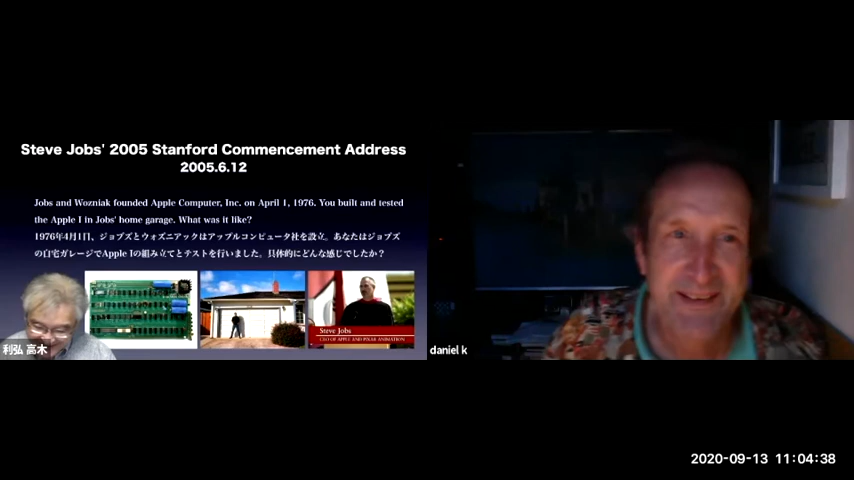 Steve Jobs' 2005 Stanford Commencement Address
2005.6.12
Jobs and Wozniak founded Apple Computer, Inc. on April 1, 1976. You built and tested
the Apple I in Jobs' home garage. What was it like?
1976年4月1日、ジョブズとウォズニアックはアップルコンピュータ社を設立。あなたはジョブズ
の自宅ガレージでApple Iの組み立てとテストを行いました。具体的にどんな感じでしたか？
Steve Jobs
CEO OF APPLE AND PIXAR ANIMATION
利弘 高木
daniel k
2020-09-13 11:04:38